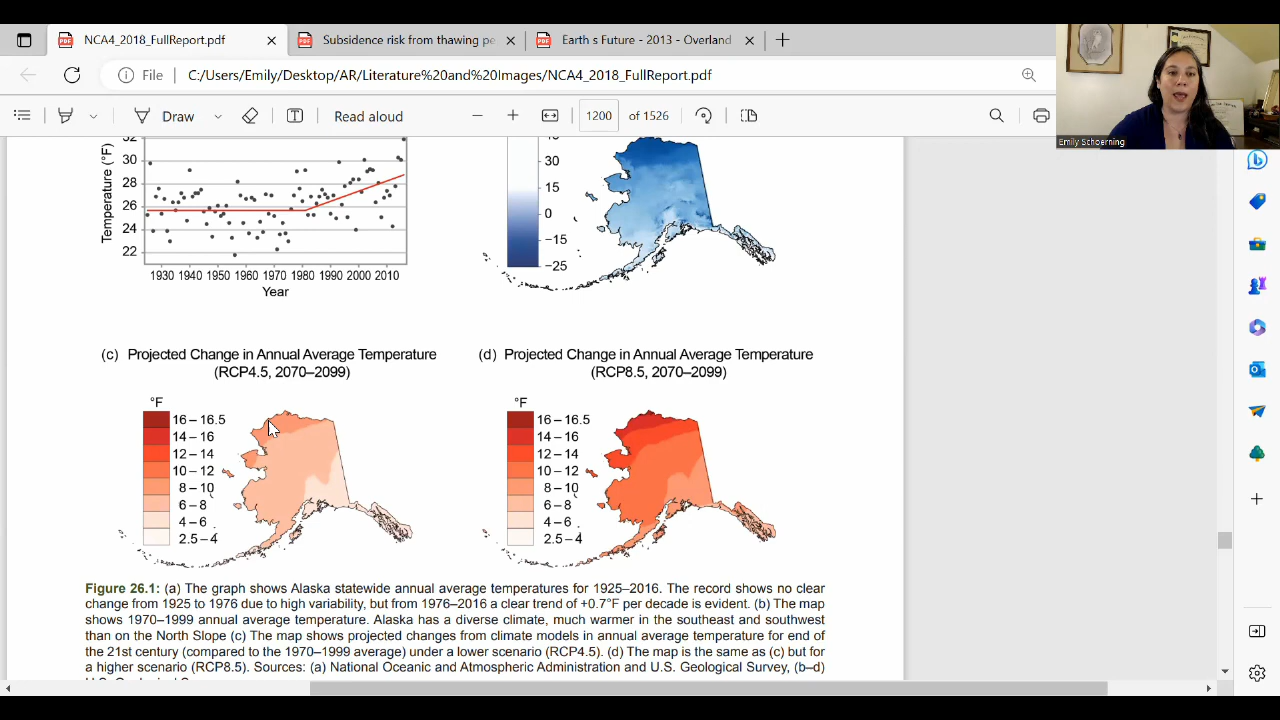 NCA4_2018_FullReport.pdf
Subsidence risk from thawing pe
Earth s Future - 2013 - Overland
File
C:/Users/Emily/Desktop/AR/Literature%20and%20Images/NCA4_2018_FullReport.pdf
Draw
Read aloud
1200 of 1526
Emily Schoerning
Temperature (°F)
32
30
28
26
24
22
1930 1940 1950 1960 1970 1980 1990 2000 2010
Year
30
15
0
−15
−25
(c) Projected Change in Annual Average Temperature
(RCP4.5, 2070–2099)
°F
16 – 16.5
14 – 16
12 – 14
10 – 12
8 – 10
6 – 8
4 – 6
2.5 – 4
(d) Projected Change in Annual Average Temperature
(RCP8.5, 2070–2099)
°F
16 – 16.5
14 – 16
12 – 14
10 – 12
8 – 10
6 – 8
4 – 6
2.5 – 4
Figure 26.1: (a) The graph shows Alaska statewide annual average temperatures for 1925–2016. The record shows no clear
change from 1925 to 1976 due to high variability, but from 1976–2016 a clear trend of +0.7°F per decade is evident. (b) The map
shows 1970–1999 annual average temperature. Alaska has a diverse climate, much warmer in the southeast and southwest
than on the North Slope (c) The map shows projected changes from climate models in annual average temperature for end of
the 21st century (compared to the 1970–1999 average) under a lower scenario (RCP4.5). (d) The map is the same as (c) but for
a higher scenario (RCP8.5). Sources: (a) National Oceanic and Atmospheric Administration and U.S. Geological Survey, (b–d)